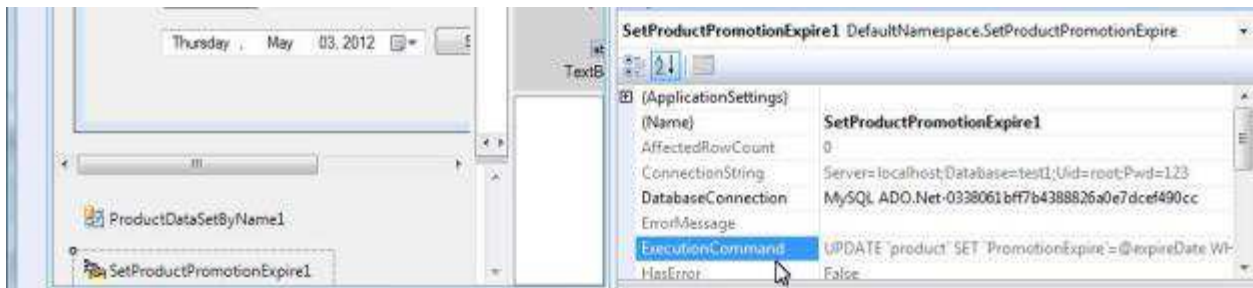 Thursday , May 03, 2012
TextB
ProductDataSetByName1
SetProductPromotionExpire1
SetProductPromotionExpire1 DefaultNamespace.SetProductPromotionExpire
(ApplicationSettings)
(Name) SetProductPromotionExpire1
AffectedRowCount 0
ConnectionString Server=localhost;Database=test1;Uid=root;Pwd=123
DatabaseConnection MySQL ADO.Net-0338061bff7b4388826a0e7dcef490cc
ErrorMessage
ExecutionCommand UPDATE `product` SET `PromotionExpire`=@expireDate WH
HasError False